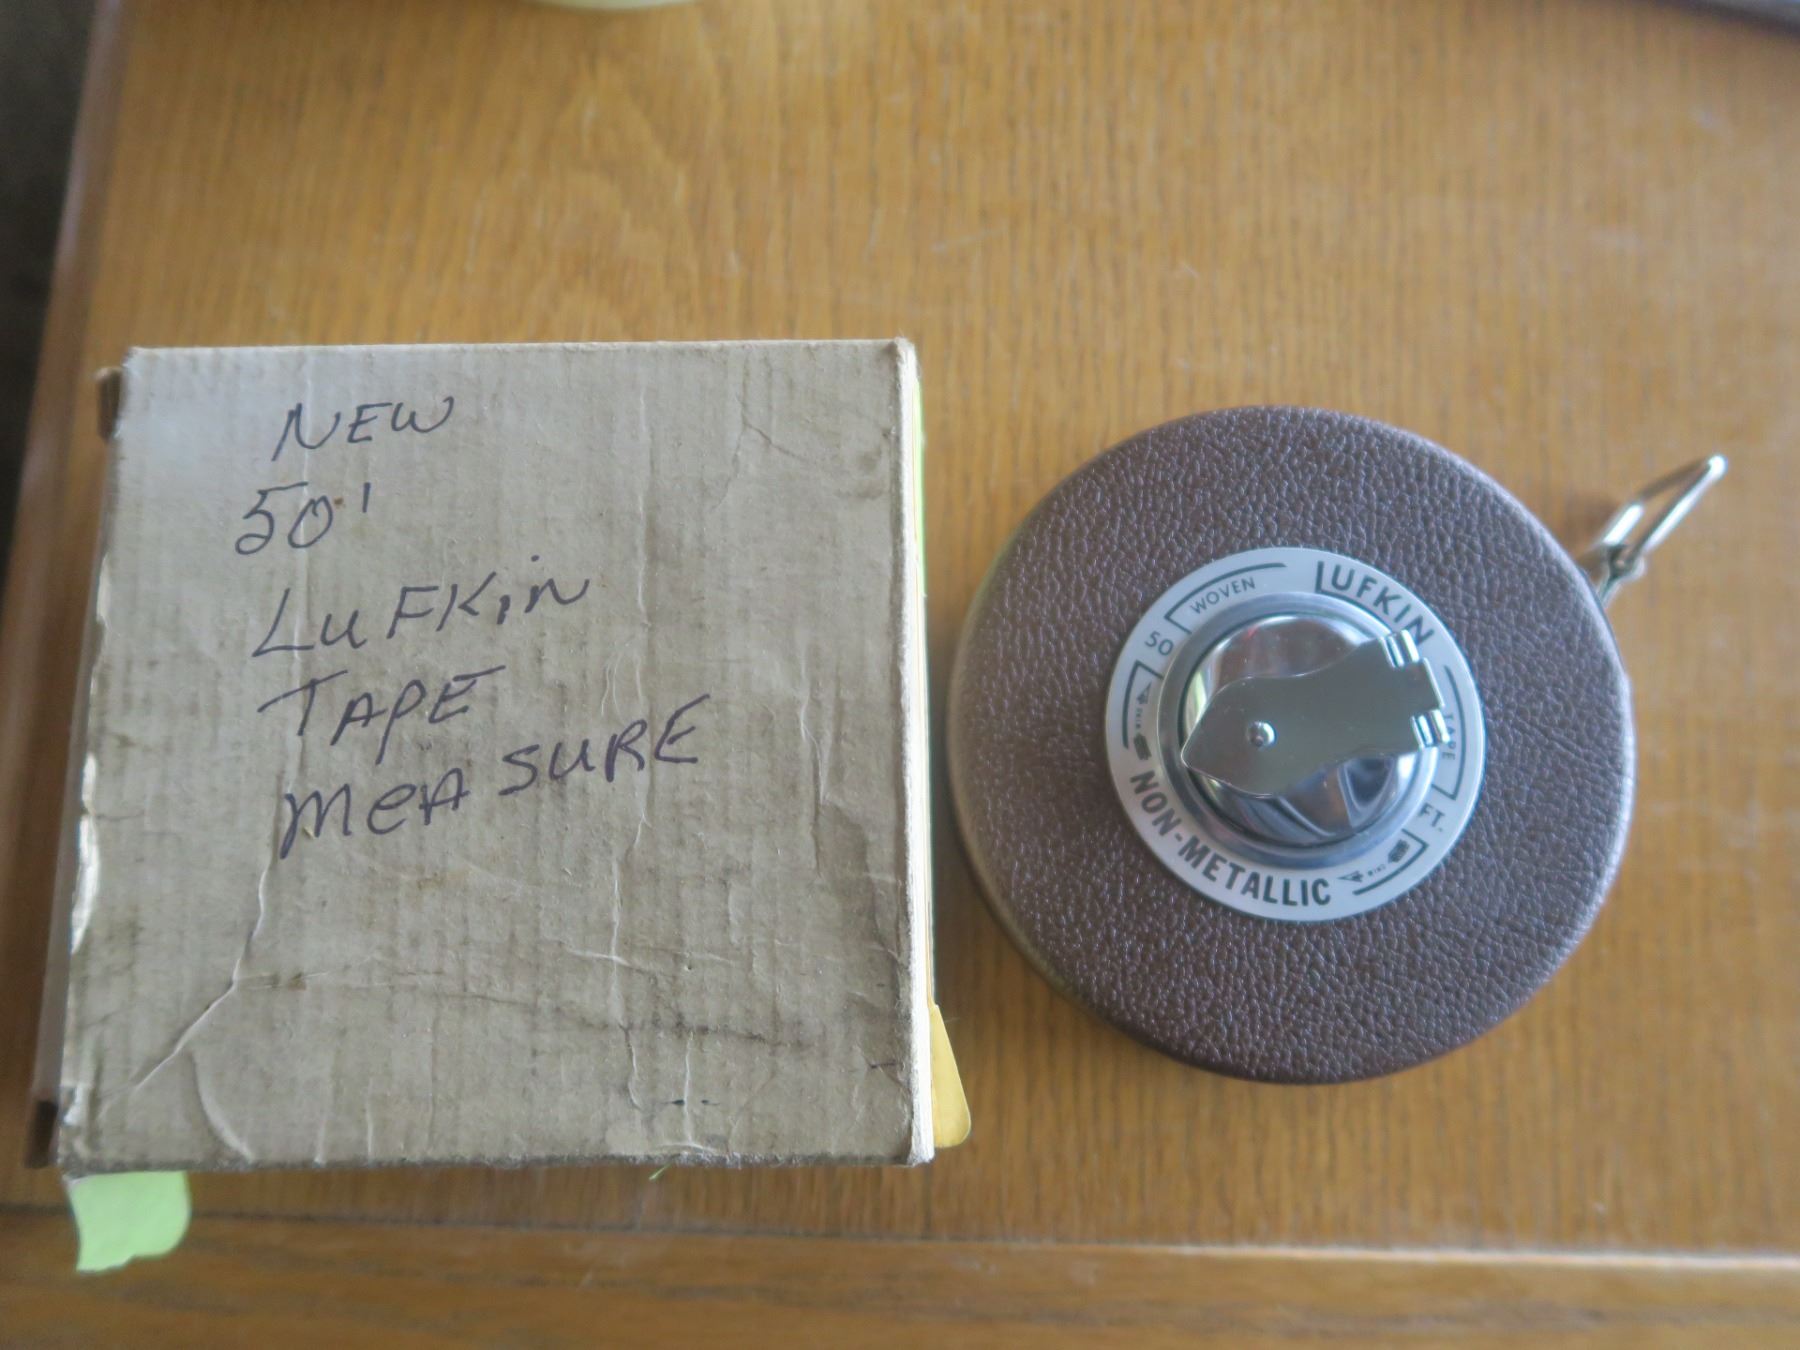 NEW
50'
LUFKin
TAPE
MeASURE
LUFKIN
50 WOVEN TAPE FT.
NON-METALLIC